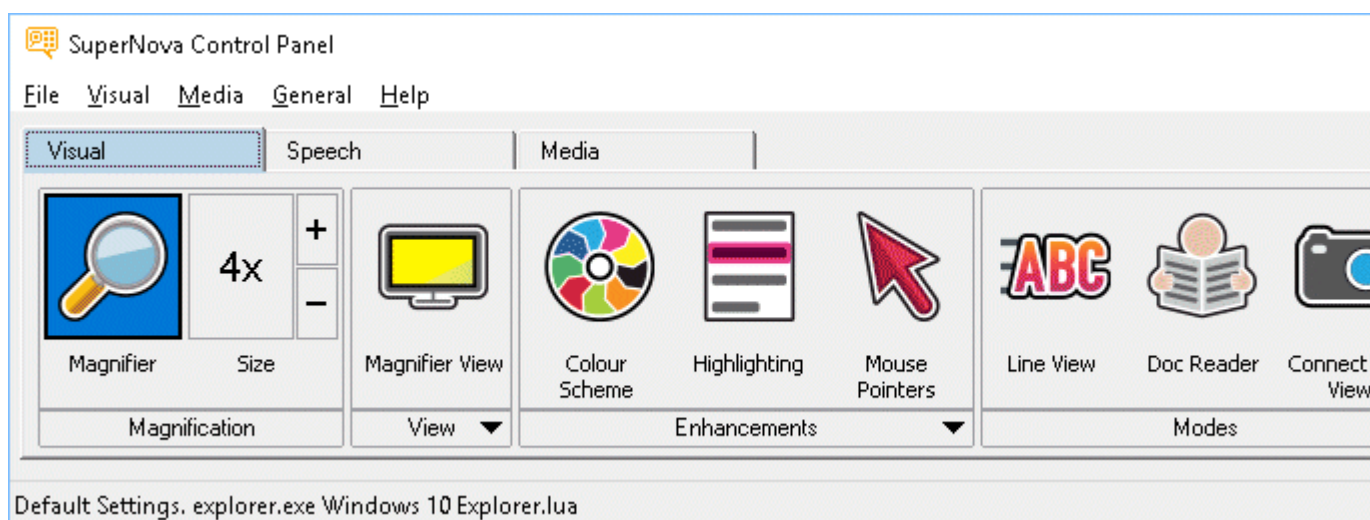 SuperNova Control Panel
File Visual Media General Help
Visual Speech Media
4x + −
ABC
Magnifier Size Magnifier View Colour Scheme Highlighting Mouse Pointers Line View Doc Reader Connect View
Magnification View Enhancements Modes
Default Settings. explorer.exe Windows 10 Explorer.lua